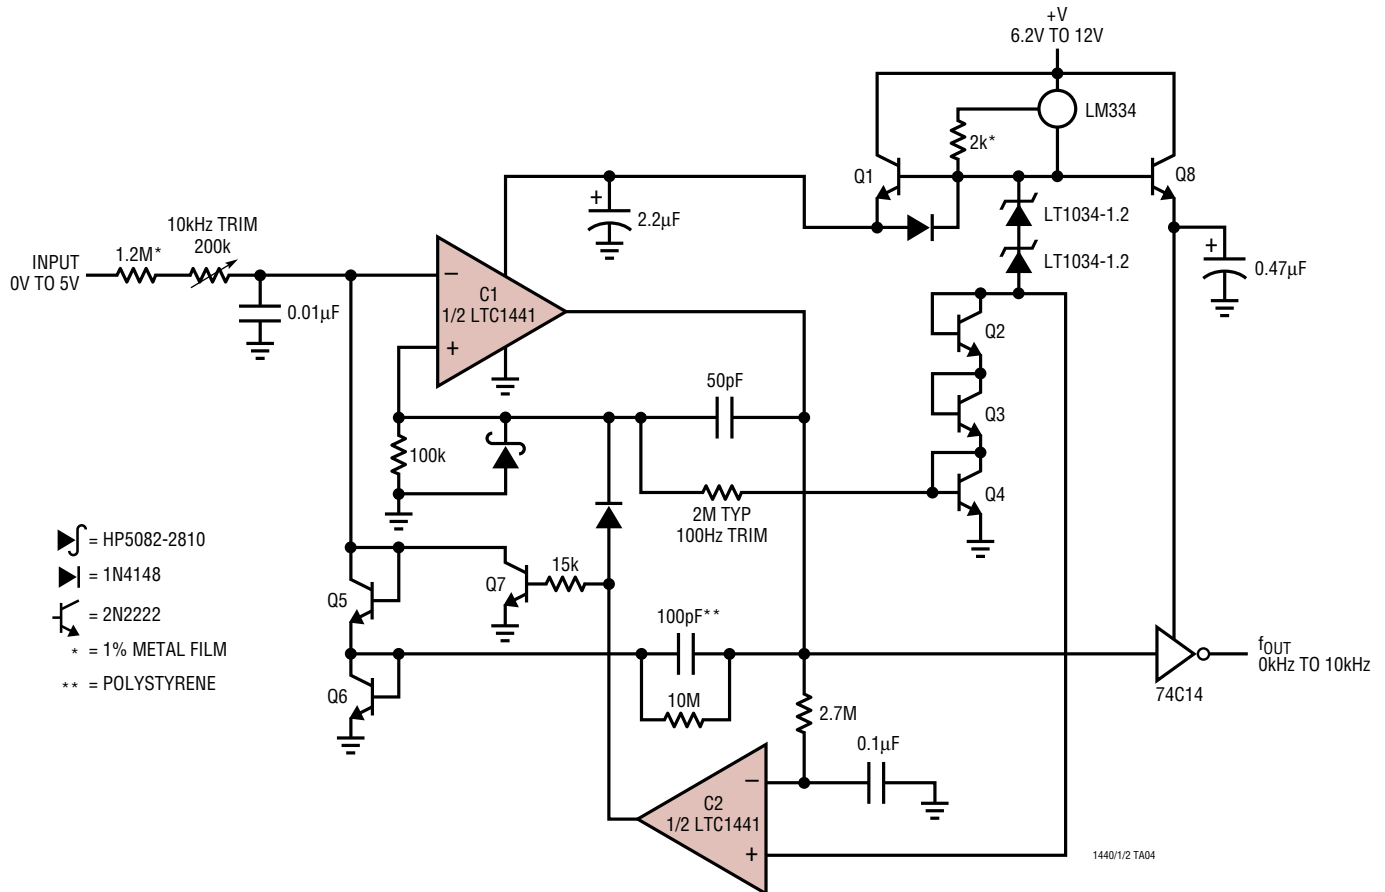 +V
6.2V TO 12V
LM334
2k*
Q1
Q8
LT1034-1.2
LT1034-1.2
2.2μF
0.47μF
10kHz TRIM
200k
1.2M*
INPUT
0V TO 5V
0.01μF
−
C1
1/2 LTC1441
+
+
+
Q2
Q3
Q4
50pF
100k
2M TYP
100Hz TRIM
= HP5082-2810
= 1N4148
= 2N2222
* = 1% METAL FILM
** = POLYSTYRENE
Q5
Q7
15k
Q6
100pF**
10M
2.7M
fOUT
0kHz TO 10kHz
74C14
0.1μF
−
C2
1/2 LTC1441
+
1440/1/2 TA04